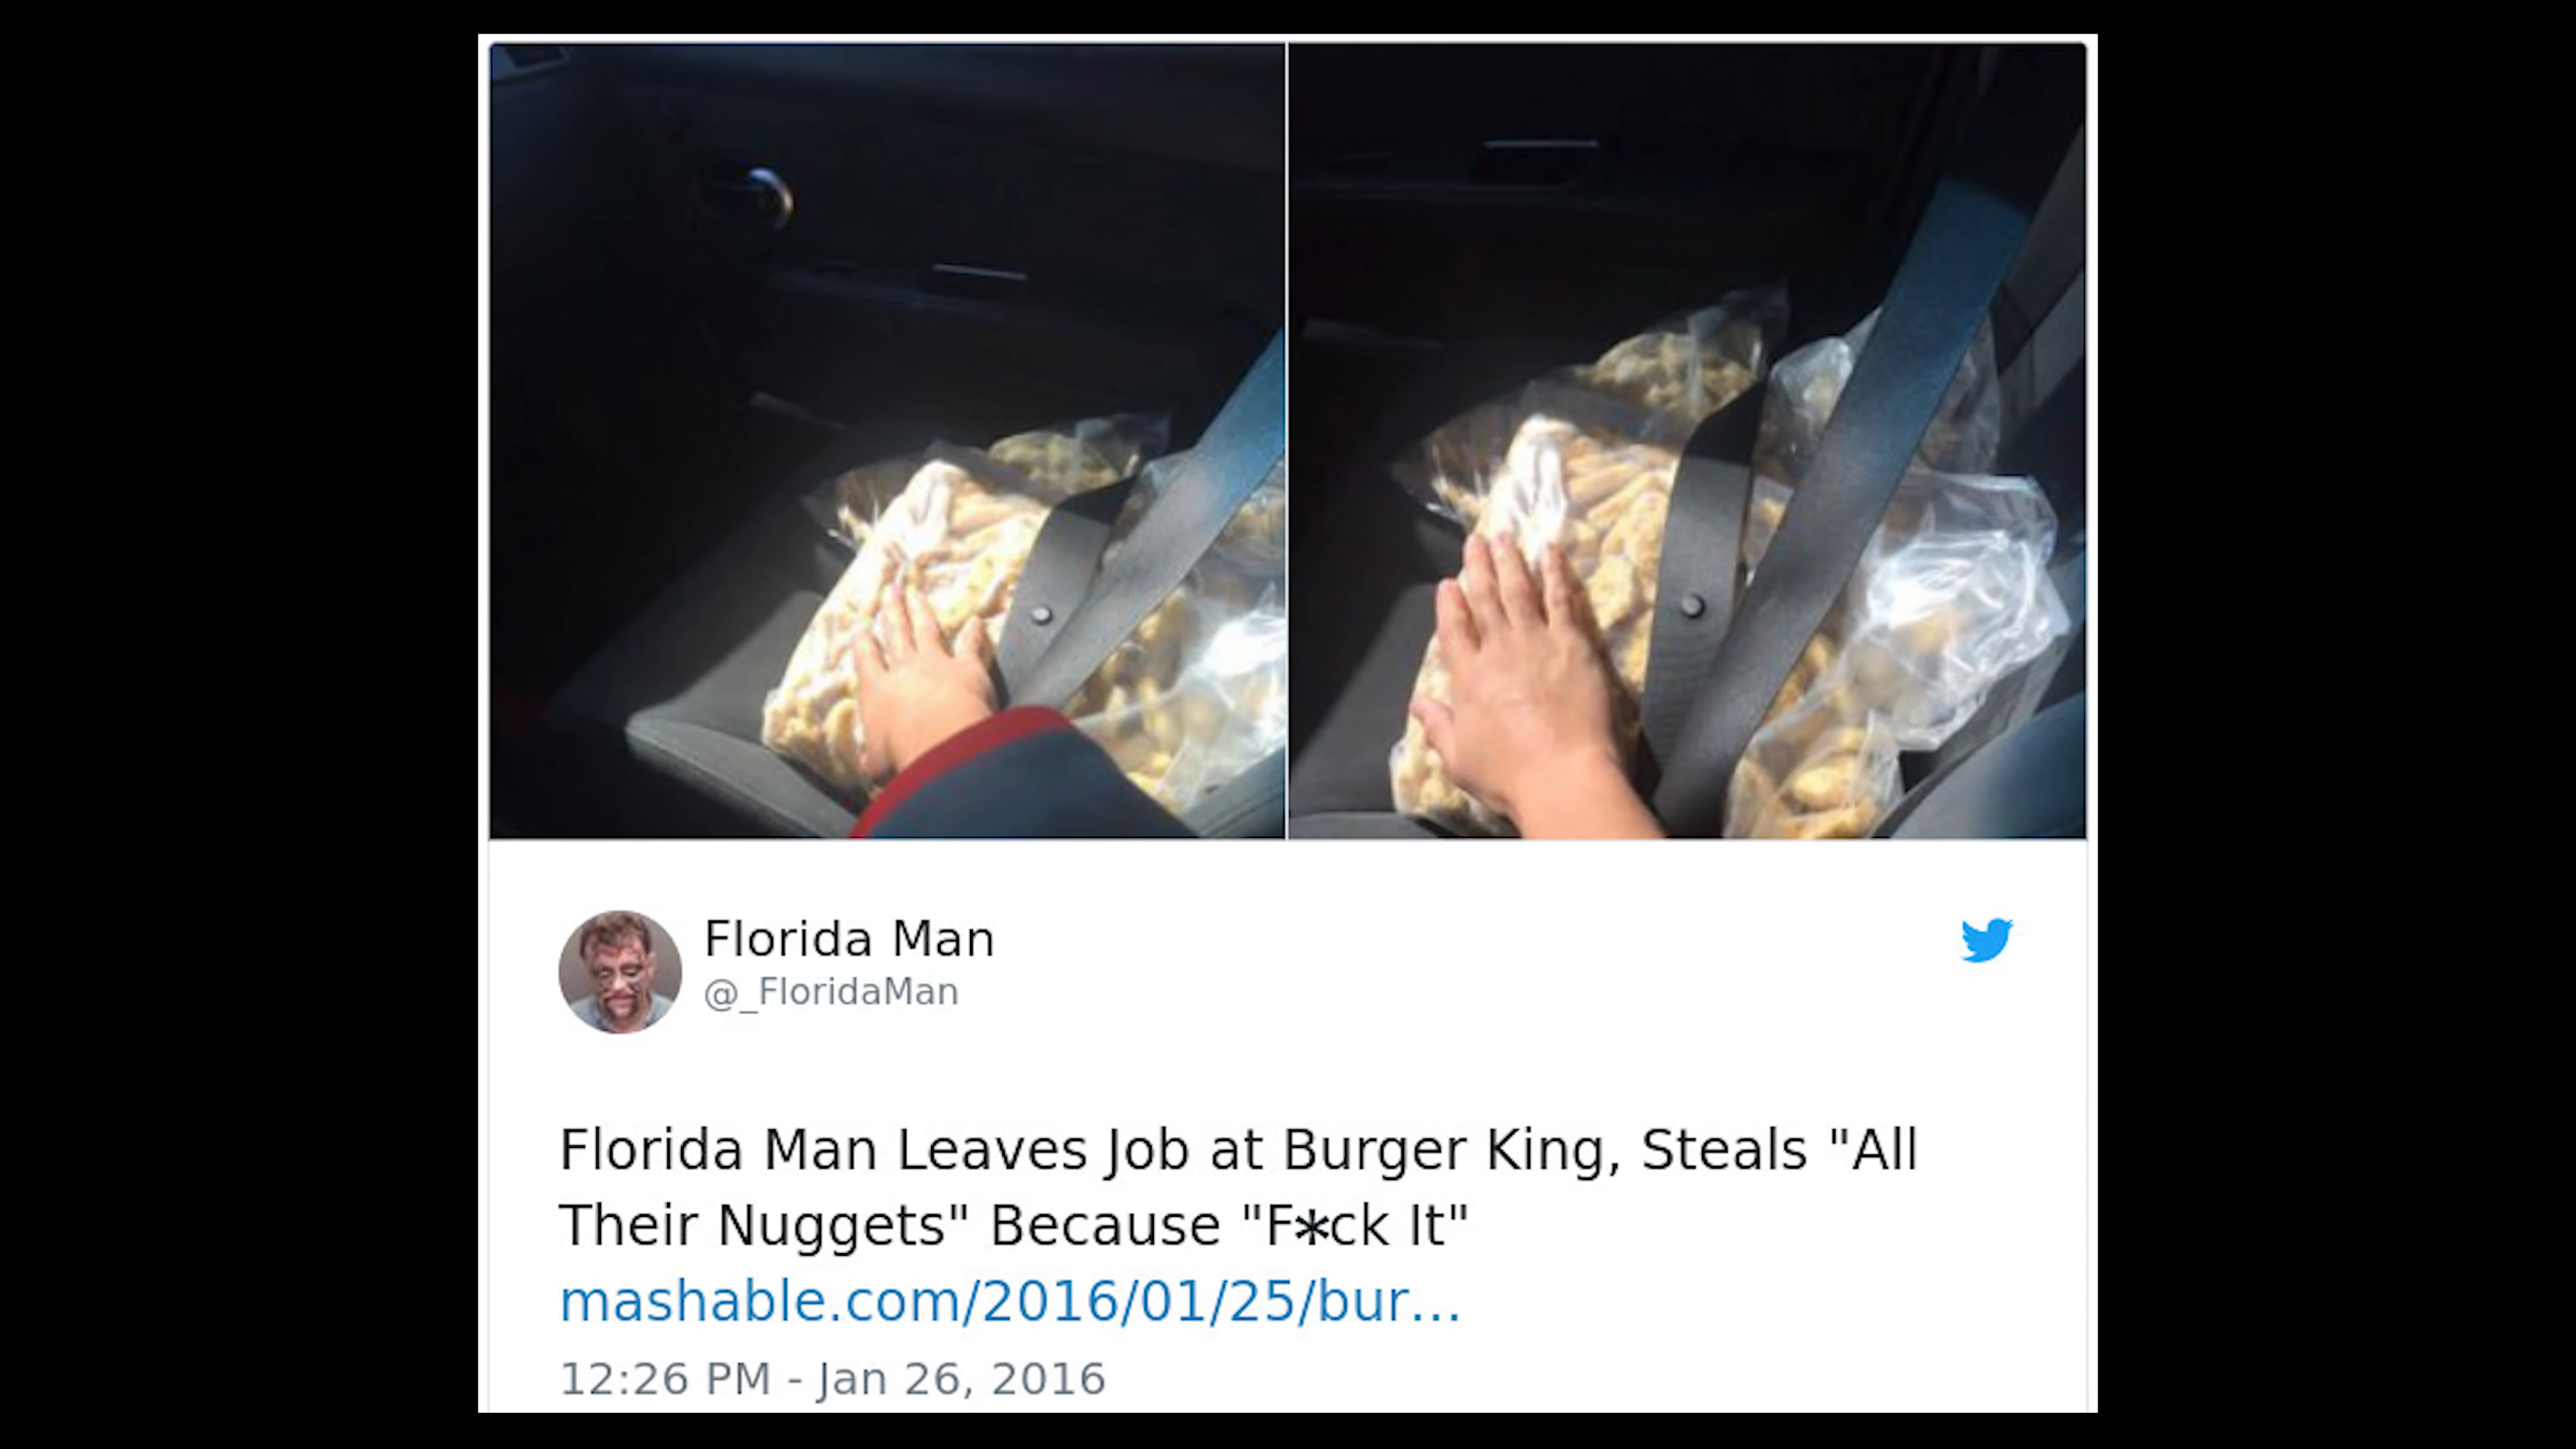 Florida Man
@_FloridaMan
Florida Man Leaves Job at Burger King, Steals "All
Their Nuggets" Because "F*ck It"
mashable.com/2016/01/25/bur...
12:26 PM - Jan 26, 2016